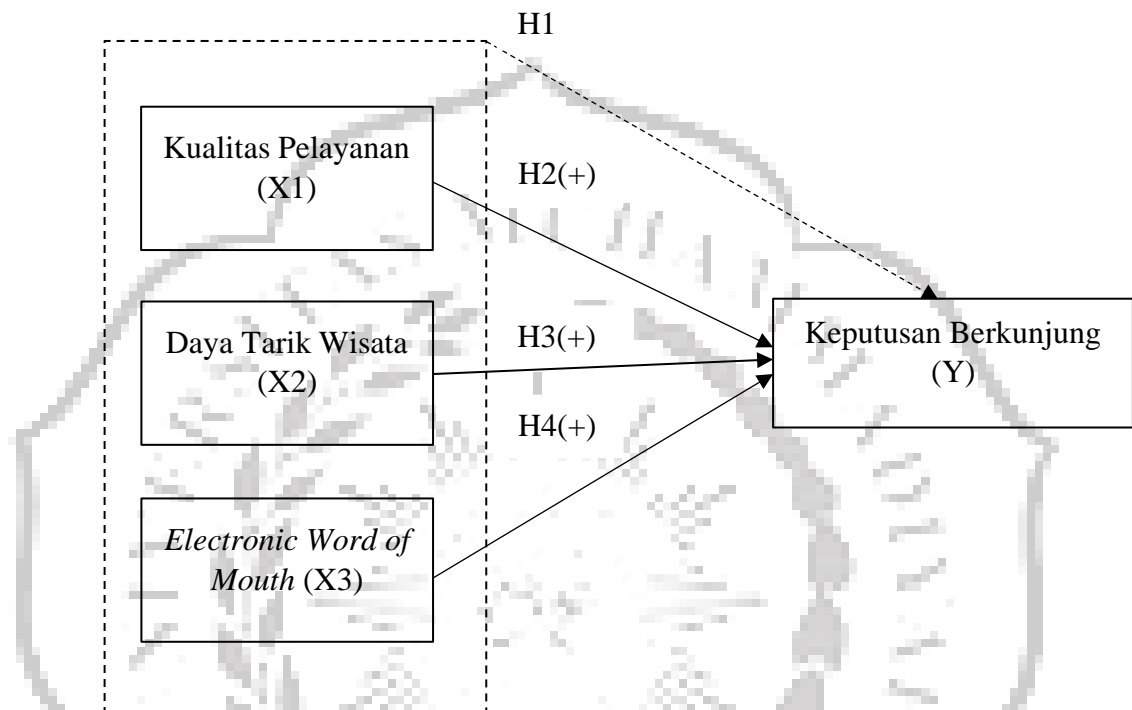 H1
Kualitas Pelayanan
(X1)
H2(+)
Daya Tarik Wisata
(X2)
H3(+)
Keputusan Berkunjung
(Y)
H4(+)
Electronic Word of
Mouth (X3)